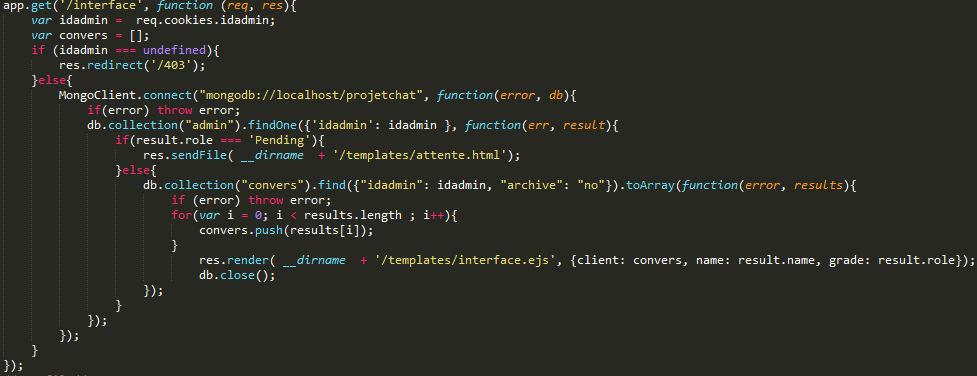 app.get('/interface', function (req, res){
    var idadmin =  req.cookies.idadmin;
    var convers = [];
    if (idadmin === undefined){
        res.redirect('/403');
    }else{
        MongoClient.connect("mongodb://localhost/projetchat", function(error, db){
            if(error) throw error;
            db.collection("admin").findOne({'idadmin': idadmin }, function(err, result){
                if(result.role === 'Pending'){
                    res.sendFile( __dirname  + '/templates/attente.html');
                }else{
                    db.collection("convers").find({"idadmin": idadmin, "archive": "no"}).toArray(function(error, results){
                        if (error) throw error;
                        for(var i = 0; i < results.length ; i++){
                            convers.push(results[i]);
                        }
                            res.render( __dirname  + '/templates/interface.ejs', {client: convers, name: result.name, grade: result.role});
                            db.close();
                    });
                }
            });
        });
    }
});